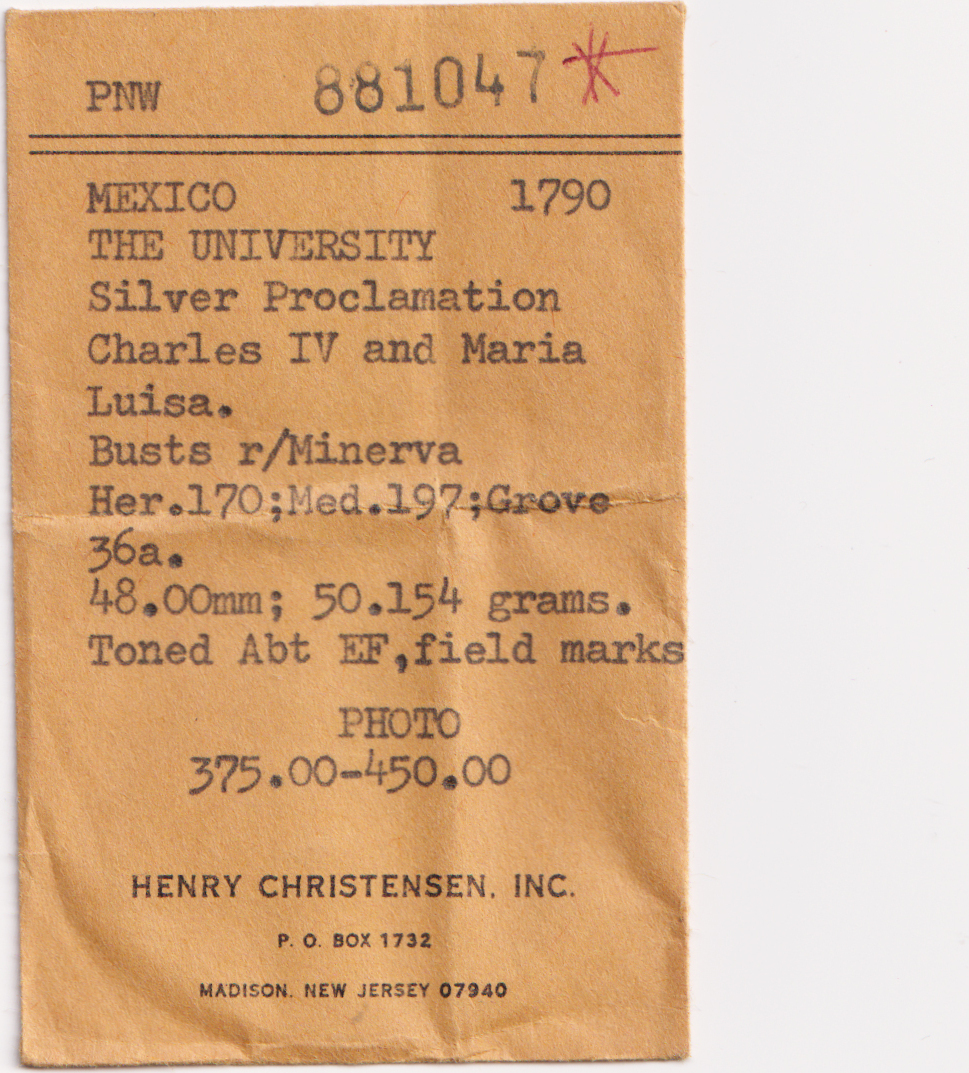 PNW 881047*
MEXICO 1790
THE UNIVERSITY
Silver Proclamation
Charles IV and Maria
Luisa.
Busts r/Minerva
Her.170;Med.197;Grove
36a.
48.00mm; 50.154 grams.
Toned Abt EF,field marks
PHOTO
375.00-450.00
HENRY CHRISTENSEN, INC.
P. O. BOX 1732
MADISON, NEW JERSEY 07940